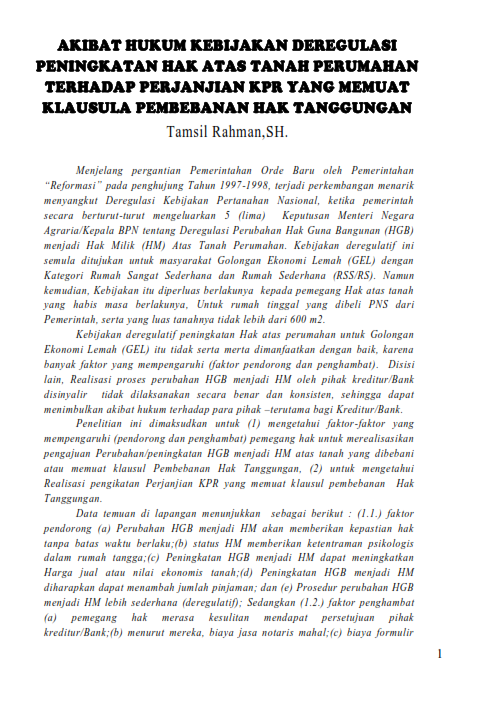 AKIBAT HUKUM KEBIJAKAN DEREGULASI
PENINGKATAN HAK ATAS TANAH PERUMAHAN
TERHADAP PERJANJIAN KPR YANG MEMUAT
KLAUSULA PEMBEBANAN HAK TANGGUNGAN
Tamsil Rahman,SH.
Menjelang pergantian Pemerintahan Orde Baru oleh Pemerintahan
“Reformasi” pada penghujung Tahun 1997-1998, terjadi perkembangan menarik
menyangkut Deregulasi Kebijakan Pertanahan Nasional, ketika pemerintah
secara berturut-turut mengeluarkan 5 (lima) Keputusan Menteri Negara
Agraria/Kepala BPN tentang Deregulasi Perubahan Hak Guna Bangunan (HGB)
menjadi Hak Milik (HM) Atas Tanah Perumahan. Kebijakan deregulatif ini
semula ditujukan untuk masyarakat Golongan Ekonomi Lemah (GEL) dengan
Kategori Rumah Sangat Sederhana dan Rumah Sederhana (RSS/RS). Namun
kemudian, Kebijakan itu diperluas berlakunya kepada pemegang Hak atas tanah
yang habis masa berlakunya, Untuk rumah tinggal yang dibeli PNS dari
Pemerintah, serta yang luas tanahnya tidak lebih dari 600 m2.
Kebijakan deregulatif peningkatan Hak atas perumahan untuk Golongan
Ekonomi Lemah (GEL) itu tidak serta merta dimanfaatkan dengan baik, karena
banyak faktor yang mempengaruhi (faktor pendorong dan penghambat). Disisi
lain, Realisasi proses perubahan HGB menjadi HM oleh pihak kreditur/Bank
disinyalir tidak dilaksanakan secara benar dan konsisten, sehingga dapat
menimbulkan akibat hukum terhadap para pihak –terutama bagi Kreditur/Bank.
Penelitian ini dimaksudkan untuk (1) mengetahui faktor-faktor yang
mempengaruhi (pendorong dan penghambat) pemegang hak untuk merealisasikan
pengajuan Perubahan/peningkatan HGB menjadi HM atas tanah yang dibebani
atau memuat klausul Pembebanan Hak Tanggungan, (2) untuk mengetahui
Realisasi pengikatan Perjanjian KPR yang memuat klausul pembebanan Hak
Tanggungan.
Data temuan di lapangan menunjukkan sebagai berikut : (1.1.) faktor
pendorong (a) Perubahan HGB menjadi HM akan memberikan kepastian hak
tanpa batas waktu berlaku;(b) status HM memberikan ketentraman psikologis
dalam rumah tangga;(c) Peningkatan HGB menjadi HM dapat meningkatkan
Harga jual atau nilai ekonomis tanah;(d) Peningkatan HGB menjadi HM
diharapkan dapat menambah jumlah pinjaman; dan (e) Prosedur perubahan HGB
menjadi HM lebih sederhana (deregulatif); Sedangkan (1.2.) faktor penghambat
(a) pemegang hak merasa kesulitan mendapat persetujuan pihak
kreditur/Bank;(b) menurut mereka, biaya jasa notaris mahal;(c) biaya formulir
1